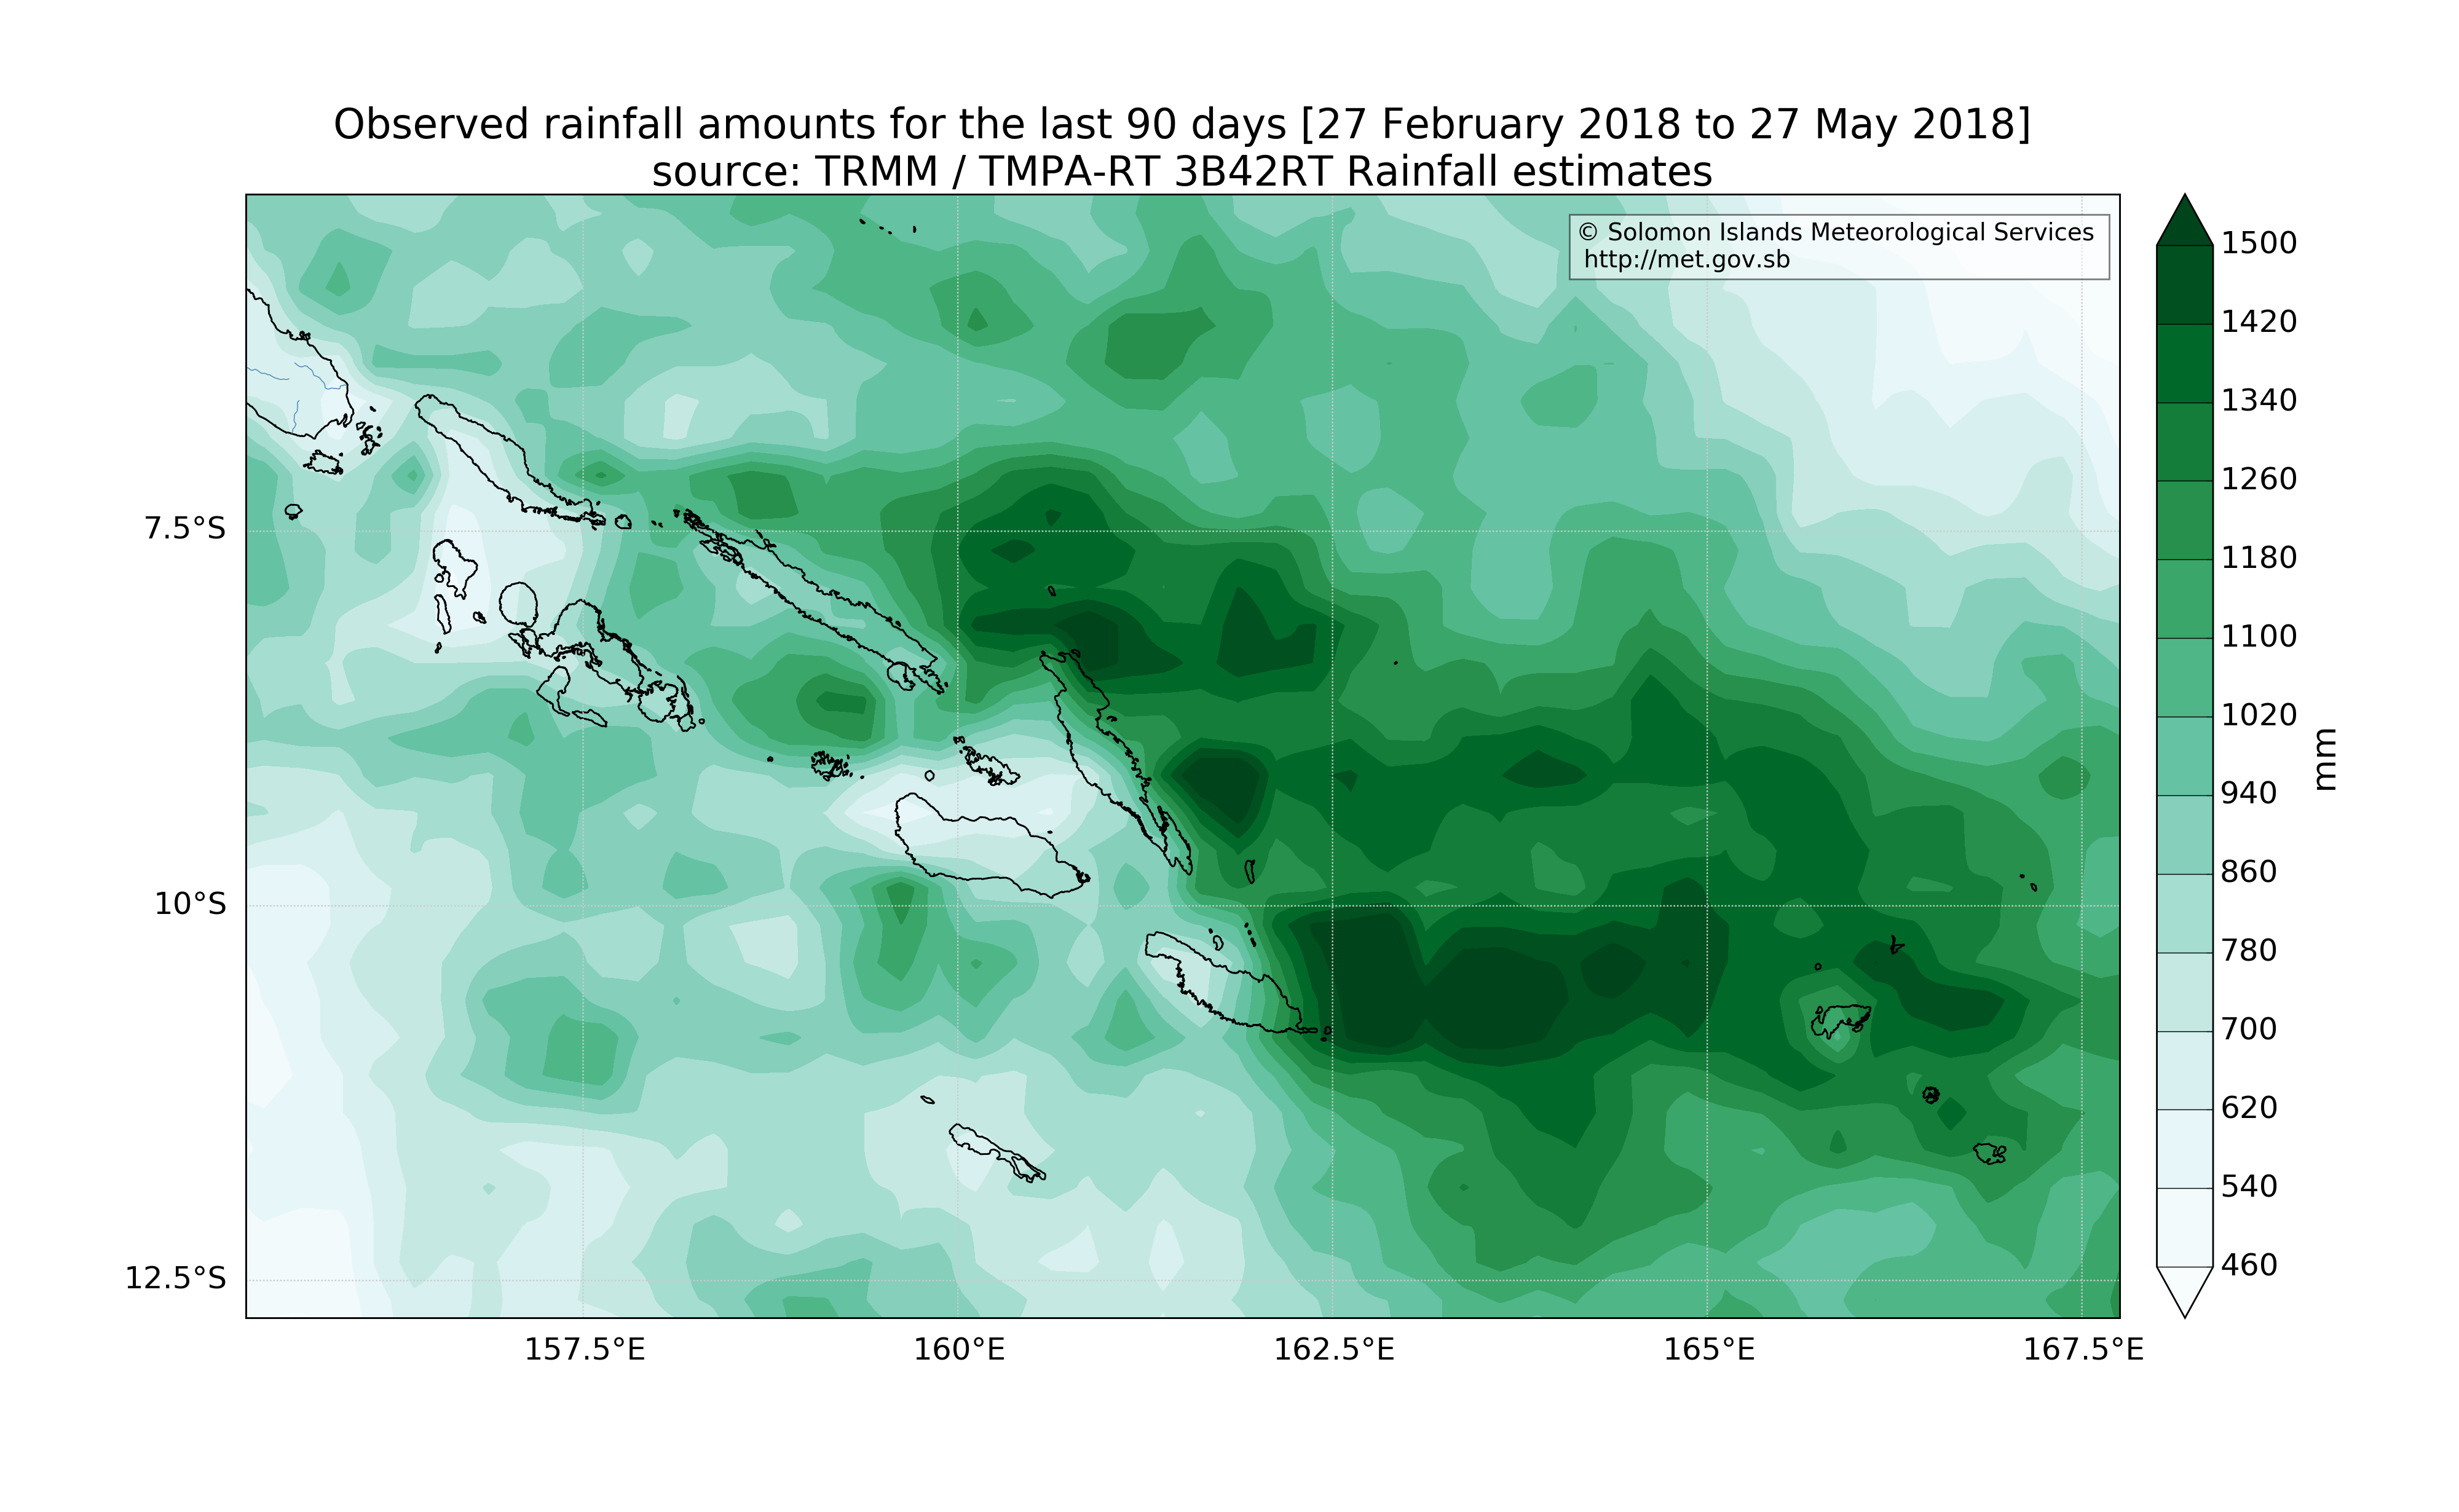 Observed rainfall amounts for the last 90 days [27 February 2018 to 27 May 2018]
source: TRMM / TMPA-RT 3B42RT Rainfall estimates
© Solomon Islands Meteorological Services
http://met.gov.sb
7.5°S
10°S
12.5°S
157.5°E
160°E
162.5°E
165°E
167.5°E
1500
1420
1340
1260
1180
1100
1020
940
860
780
700
620
540
460
mm